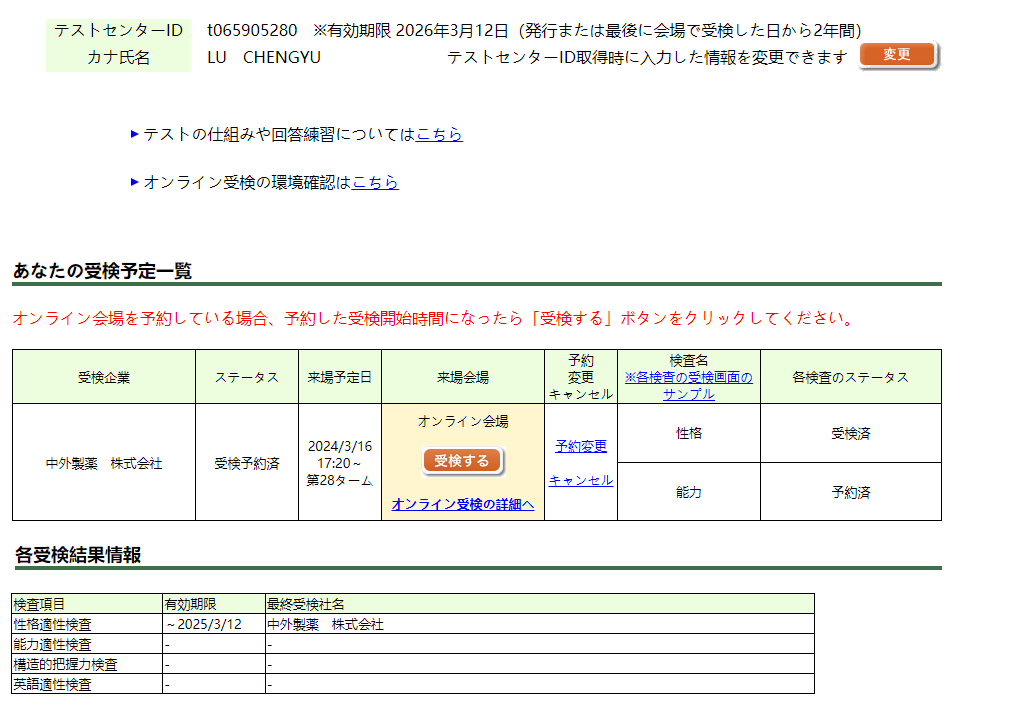 テストセンターID t065905280 ※有効期限 2026年3月12日（発行または最後に会場で受検した日から2年間）
カナ氏名 LU CHENGYU テストセンターID取得時に入力した情報を変更できます 変更
テストの仕組みや回答練習についてはこちら
オンライン受検の環境確認はこちら
あなたの受検予定一覧
オンライン会場を予約している場合、予約した受検開始時間になったら「受検する」ボタンをクリックしてください。
受検企業 ステータス 来場予定日 来場会場 予約
変更
キャンセル 検査名
※各検査の受検画面の
サンプル 各検査のステータス
中外製薬　株式会社 受検予約済 2024/3/16
17:20～
第28ターム オンライン会場
受検する
オンライン受検の詳細へ 予約変更
キャンセル 性格 受検済
能力 予約済
各受検結果情報
検査項目 有効期限 最終受検社名
性格適性検査 ～2025/3/12 中外製薬　株式会社
能力適性検査 - -
構造的把握力検査 - -
英語適性検査 - -